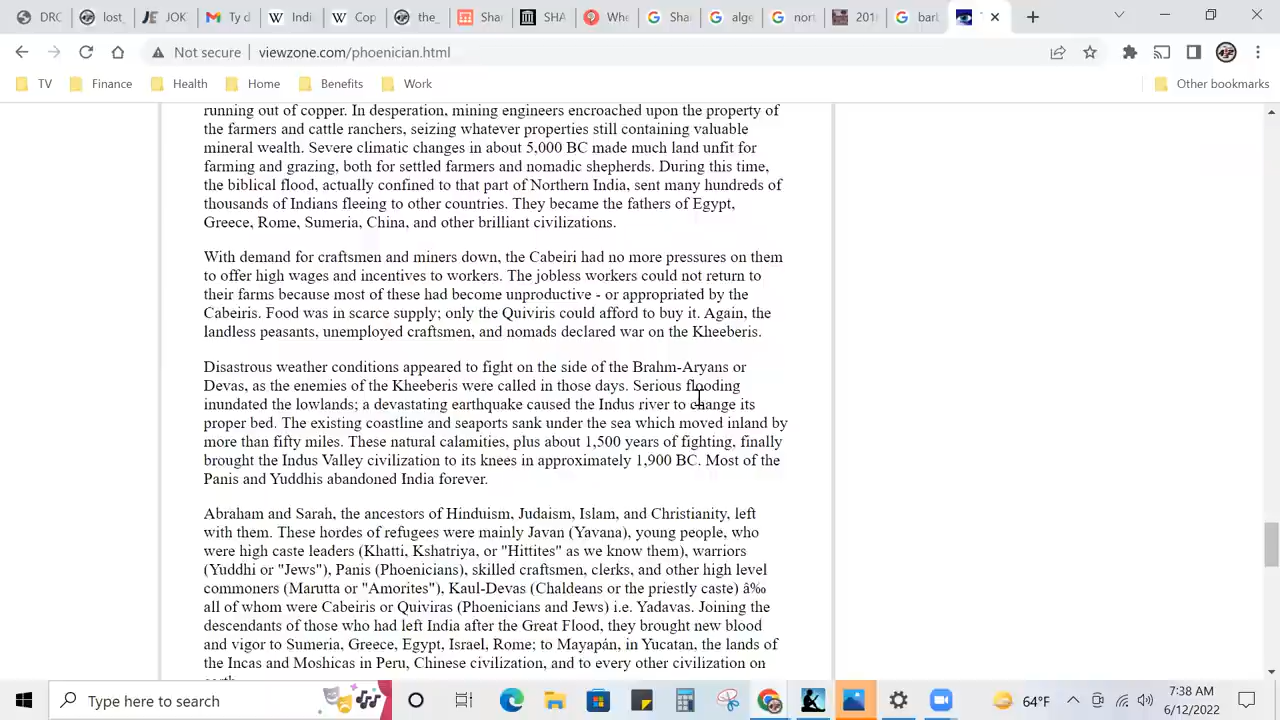 DRC
lost_
JOK
Ty d
Indi
Cop
the_
Sha
SHA
Whe
Sha
alge
nor
2018
barl
Not secure
viewzone.com/phoenician.html
TV
Finance
Health
Home
Benefits
Work
Other bookmarks
running out of copper. In desperation, mining engineers encroached upon the property of
the farmers and cattle ranchers, seizing whatever properties still containing valuable
mineral wealth. Severe climatic changes in about 5,000 BC made much land unfit for
farming and grazing, both for settled farmers and nomadic shepherds. During this time,
the biblical flood, actually confined to that part of Northern India, sent many hundreds of
thousands of Indians fleeing to other countries. They became the fathers of Egypt,
Greece, Rome, Sumeria, China, and other brilliant civilizations.
With demand for craftsmen and miners down, the Cabeiri had no more pressures on them
to offer high wages and incentives to workers. The jobless workers could not return to
their farms because most of these had become unproductive - or appropriated by the
Cabeiris. Food was in scarce supply; only the Quiviris could afford to buy it. Again, the
landless peasants, unemployed craftsmen, and nomads declared war on the Kheeberis.
Disastrous weather conditions appeared to fight on the side of the Brahm-Aryans or
Devas, as the enemies of the Kheeberis were called in those days. Serious flooding
inundated the lowlands; a devastating earthquake caused the Indus river to change its
proper bed. The existing coastline and seaports sank under the sea which moved inland by
more than fifty miles. These natural calamities, plus about 1,500 years of fighting, finally
brought the Indus Valley civilization to its knees in approximately 1,900 BC. Most of the
Panis and Yuddhis abandoned India forever.
Abraham and Sarah, the ancestors of Hinduism, Judaism, Islam, and Christianity, left
with them. These hordes of refugees were mainly Javan (Yavana), young people, who
were high caste leaders (Khatti, Kshatriya, or "Hittites" as we know them), warriors
(Yuddhi or "Jews"), Panis (Phoenicians), skilled craftsmen, clerks, and other high level
commoners (Marutta or "Amorites"), Kaul-Devas (Chaldeans or the priestly caste) â‰
all of whom were Cabeiris or Quiviras (Phoenicians and Jews) i.e. Yadavas. Joining the
descendants of those who had left India after the Great Flood, they brought new blood
and vigor to Sumeria, Greece, Egypt, Israel, Rome; to Mayapán, in Yucatan, the lands of
the Incas and Moshicas in Peru, Chinese civilization, and to every other civilization on
Type here to search
64°F
7:38 AM
6/12/2022